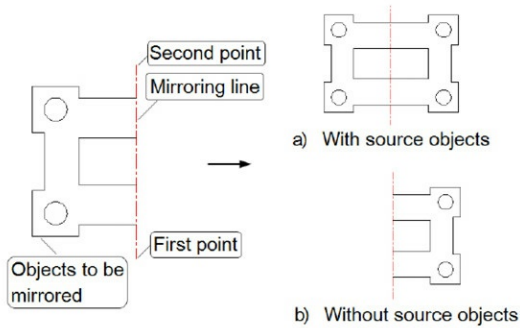 Second point
Mirroring line
First point
Objects to be
mirrored
a) With source objects
b) Without source objects